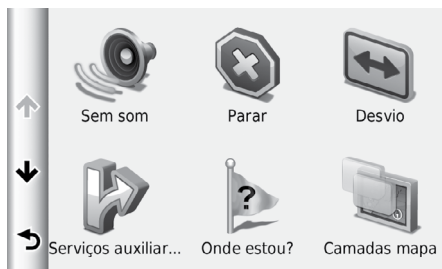 Sem som
Parar
Desvio
?
Serviços auxiliar...
Onde estou?
Camadas mapa